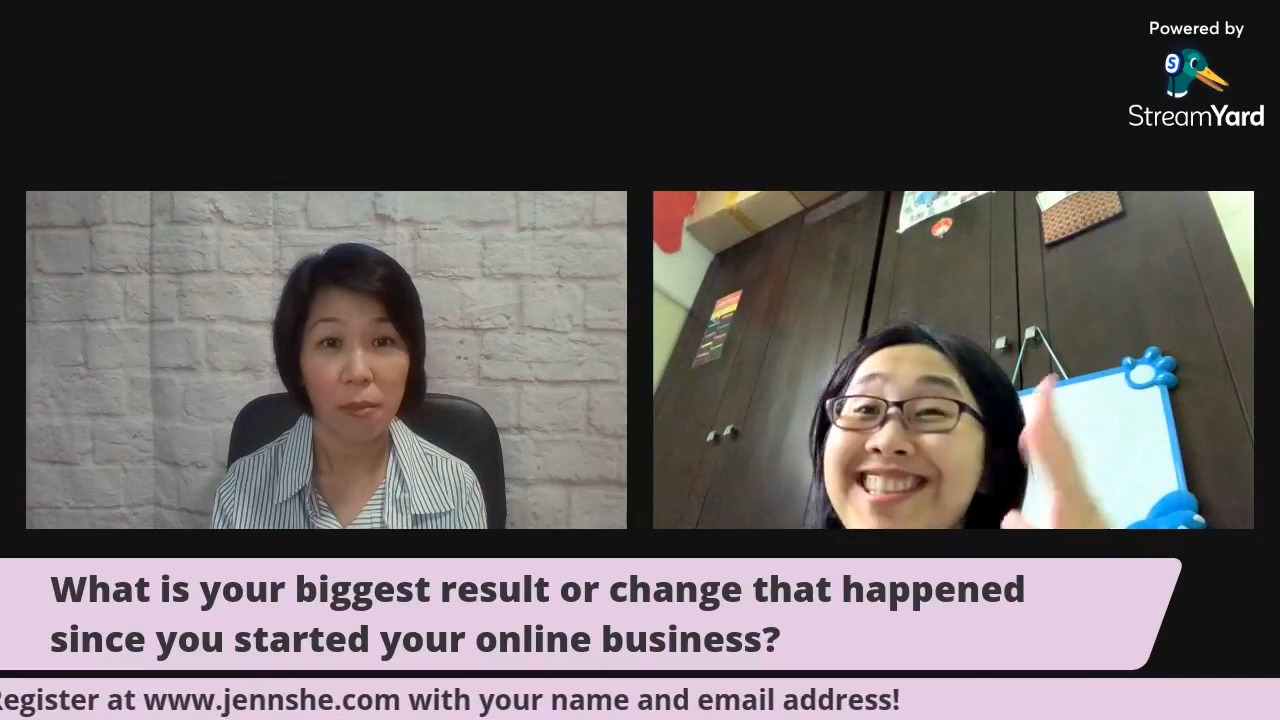 Powered by
S
StreamYard
What is your biggest result or change that happened
since you started your online business?
Register at www.jennshe.com with your name and email address!